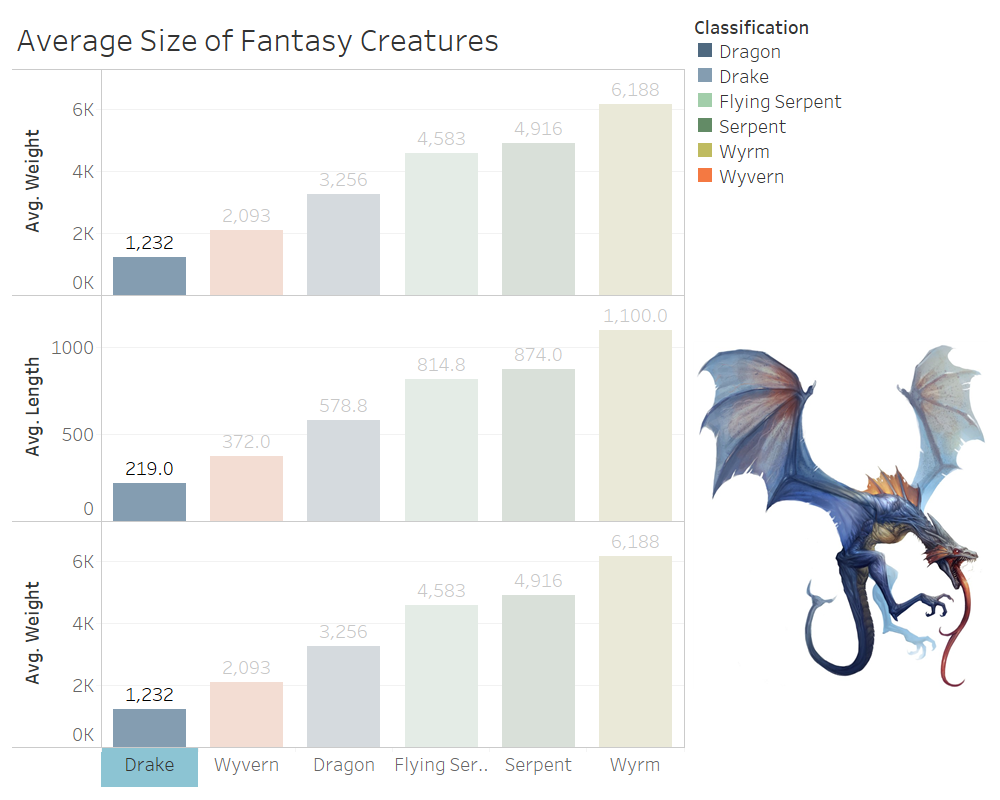 Average Size of Fantasy Creatures
Classification
Dragon
Drake
Flying Serpent
Serpent
Wyrm
Wyvern
Avg. Weight
6K
4K
2K
0K
1,232
2,093
3,256
4,583
4,916
6,188
Avg. Length
1000
500
0
219.0
372.0
578.8
814.8
874.0
1,100.0
Avg. Weight
6K
4K
2K
0K
1,232
2,093
3,256
4,583
4,916
6,188
Drake Wyvern Dragon Flying Ser.. Serpent Wyrm